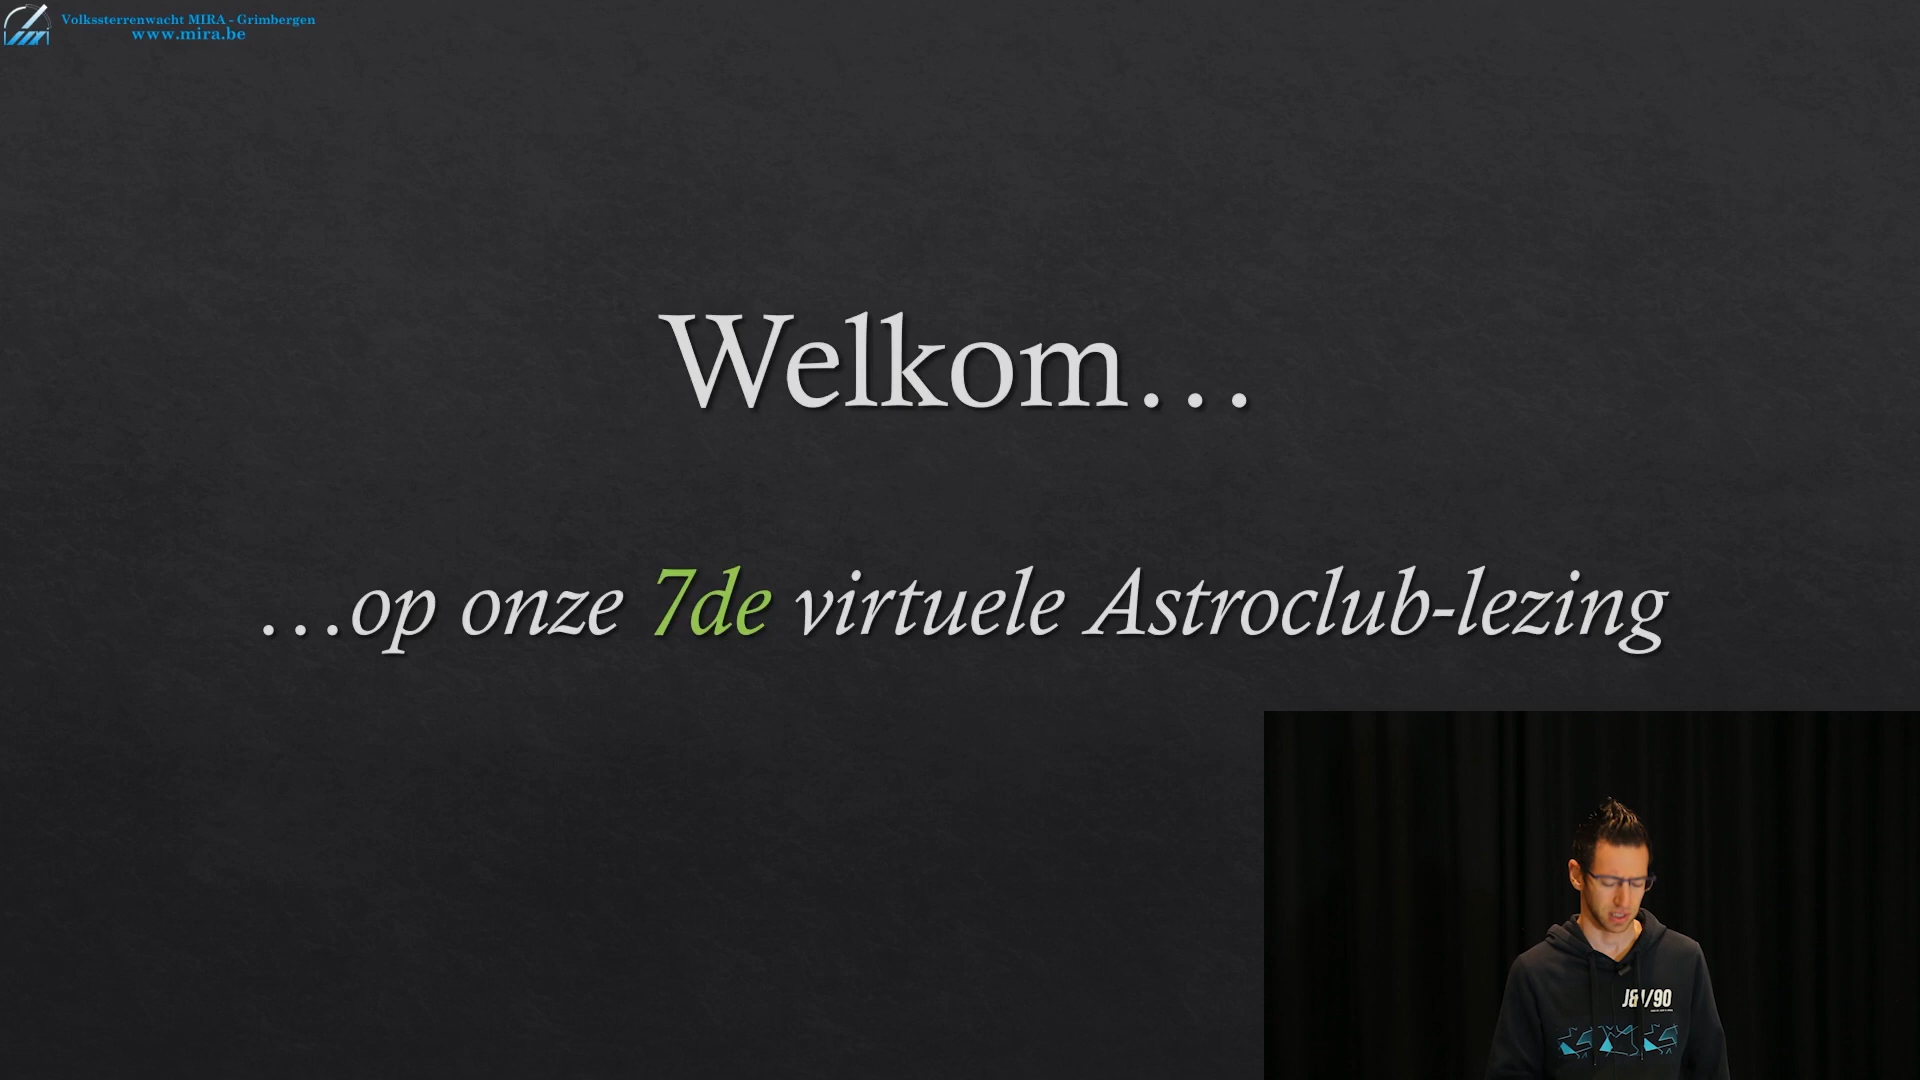 Volkssterrenwacht MIRA - Grimbergen
www.mira.be
Welkom...
...op onze 7de virtuele Astroclub-lezing
J&J/90